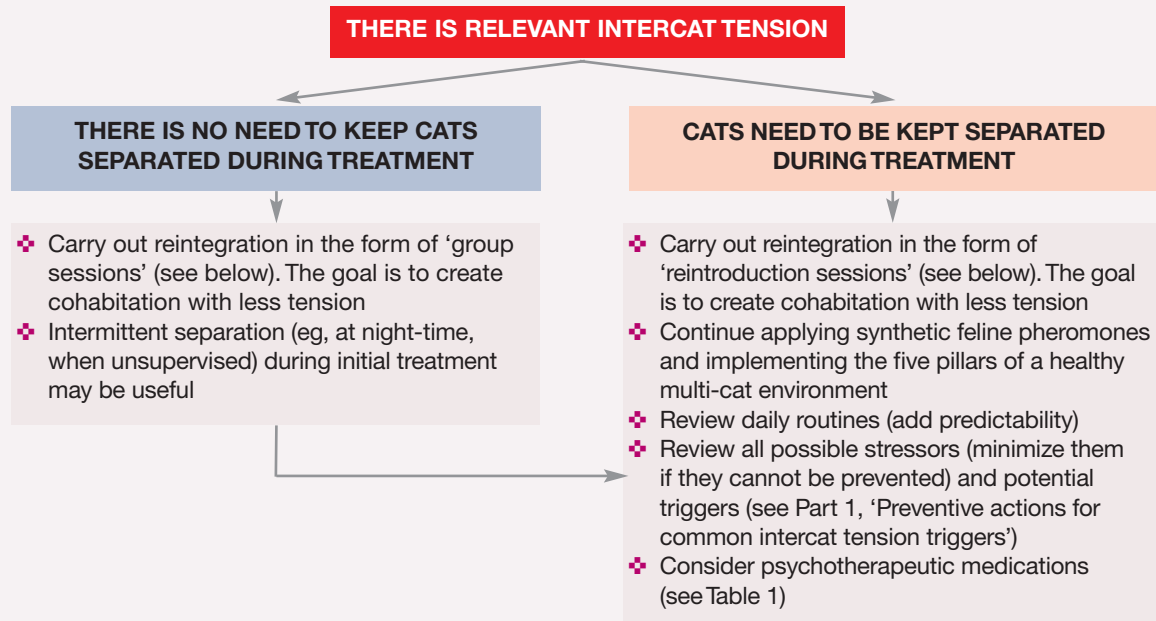 THERE IS RELEVANT INTERCAT TENSION
THERE IS NO NEED TO KEEP CATS
SEPARATED DURING TREATMENT
❖ Carry out reintegration in the form of ‘group
sessions’ (see below). The goal is to create
cohabitation with less tension
❖ Intermittent separation (eg, at night-time,
when unsupervised) during initial treatment
may be useful
CATS NEED TO BE KEPT SEPARATED
DURING TREATMENT
❖ Carry out reintegration in the form of
‘reintroduction sessions’ (see below). The goal
is to create cohabitation with less tension
❖ Continue applying synthetic feline pheromones
and implementing the five pillars of a healthy
multi-cat environment
❖ Review daily routines (add predictability)
❖ Review all possible stressors (minimize them
if they cannot be prevented) and potential
triggers (see Part 1, ‘Preventive actions for
common intercat tension triggers’)
❖ Consider psychotherapeutic medications
(see Table 1)